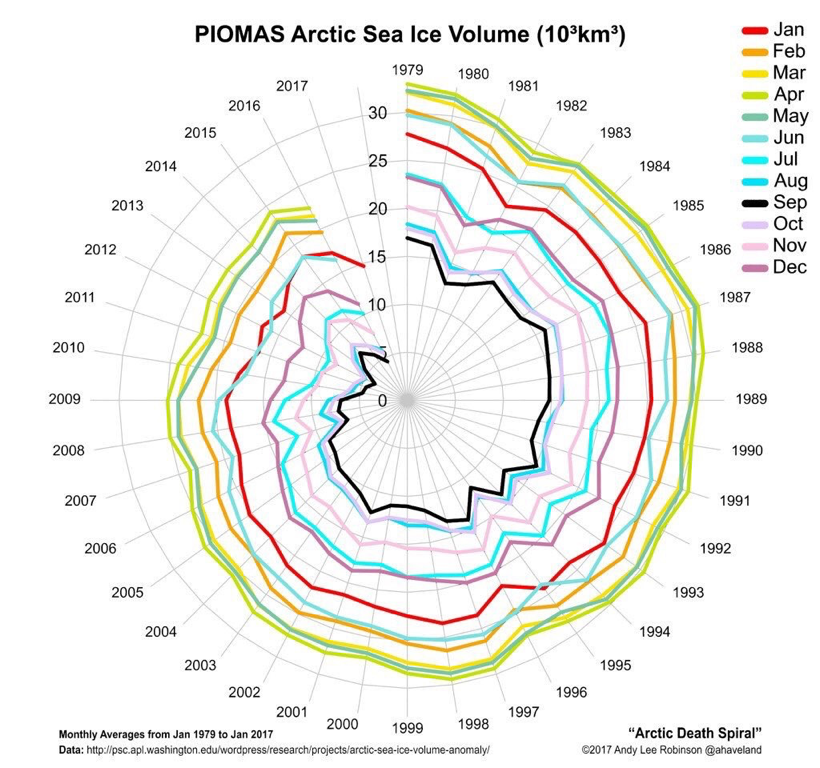 PIOMAS Arctic Sea Ice Volume (10³km³)
Jan
Feb
Mar
Apr
May
Jun
Jul
Aug
Sep
Oct
Nov
Dec
1979
1980
1981
1982
1983
1984
1985
1986
1987
1988
1989
1990
1991
1992
1993
1994
1995
1996
1997
1998
1999
2000
2001
2002
2003
2004
2005
2006
2007
2008
2009
2010
2011
2012
2013
2014
2015
2016
2017
30
25
20
15
10
5
0
Monthly Averages from Jan 1979 to Jan 2017
Data: http://psc.apl.washington.edu/wordpress/research/projects/arctic-sea-ice-volume-anomaly/
“Arctic Death Spiral”
©2017 Andy Lee Robinson @ahaveland